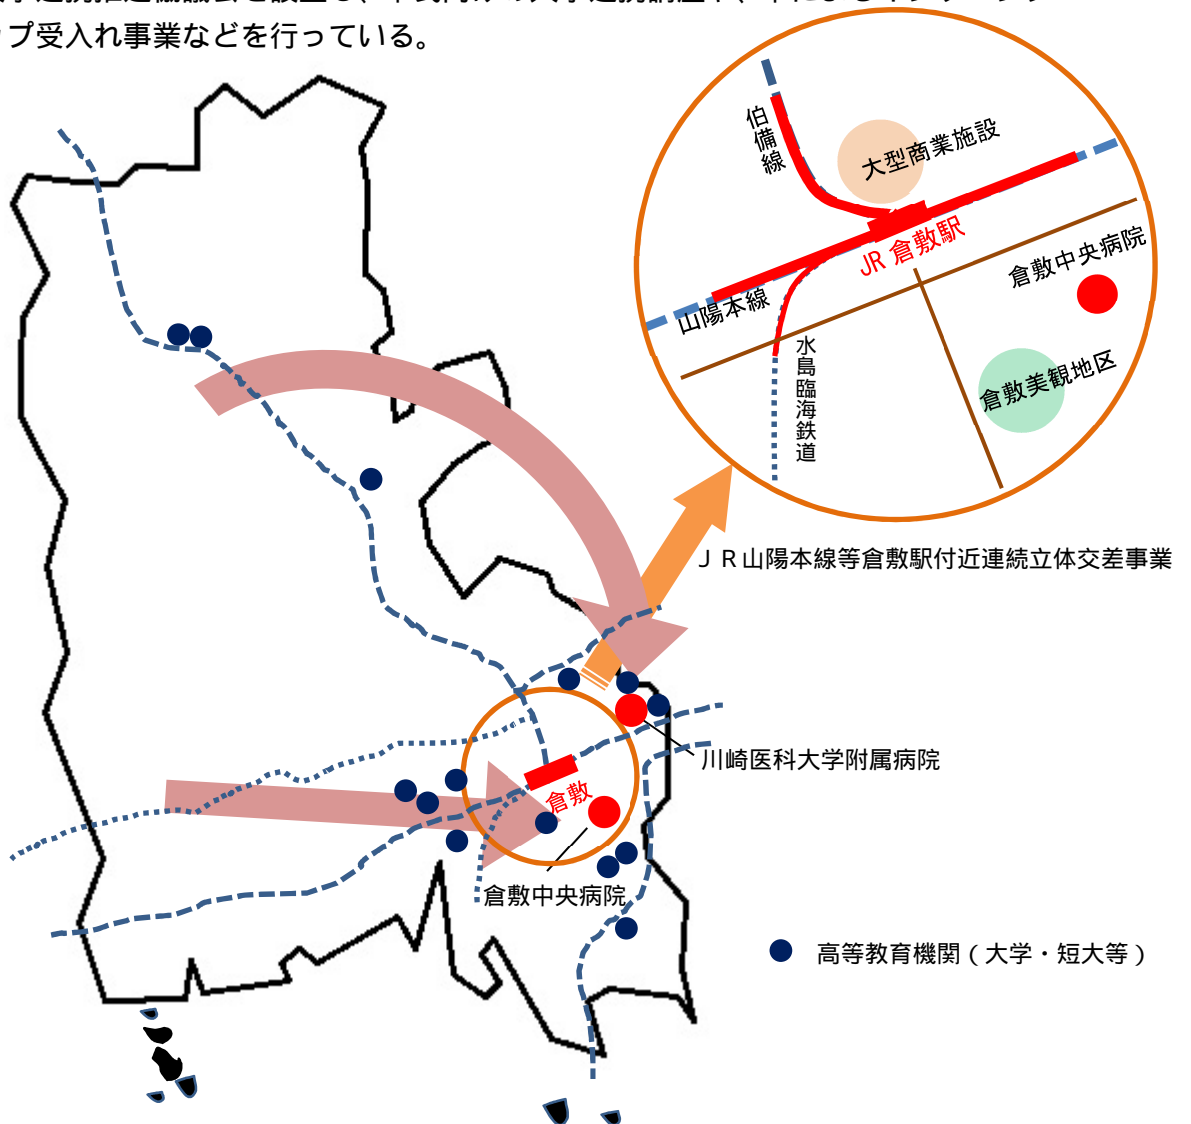 プ受入れ事業などを行っている。
伯備線
大型商業施設
JR 倉敷駅
倉敷中央病院
山陽本線
水島臨海鉄道
倉敷美観地区
ＪＲ山陽本線等倉敷駅付近連続立体交差事業
川崎医科大学附属病院
倉敷
倉敷中央病院
高等教育機関（大学・短大等）